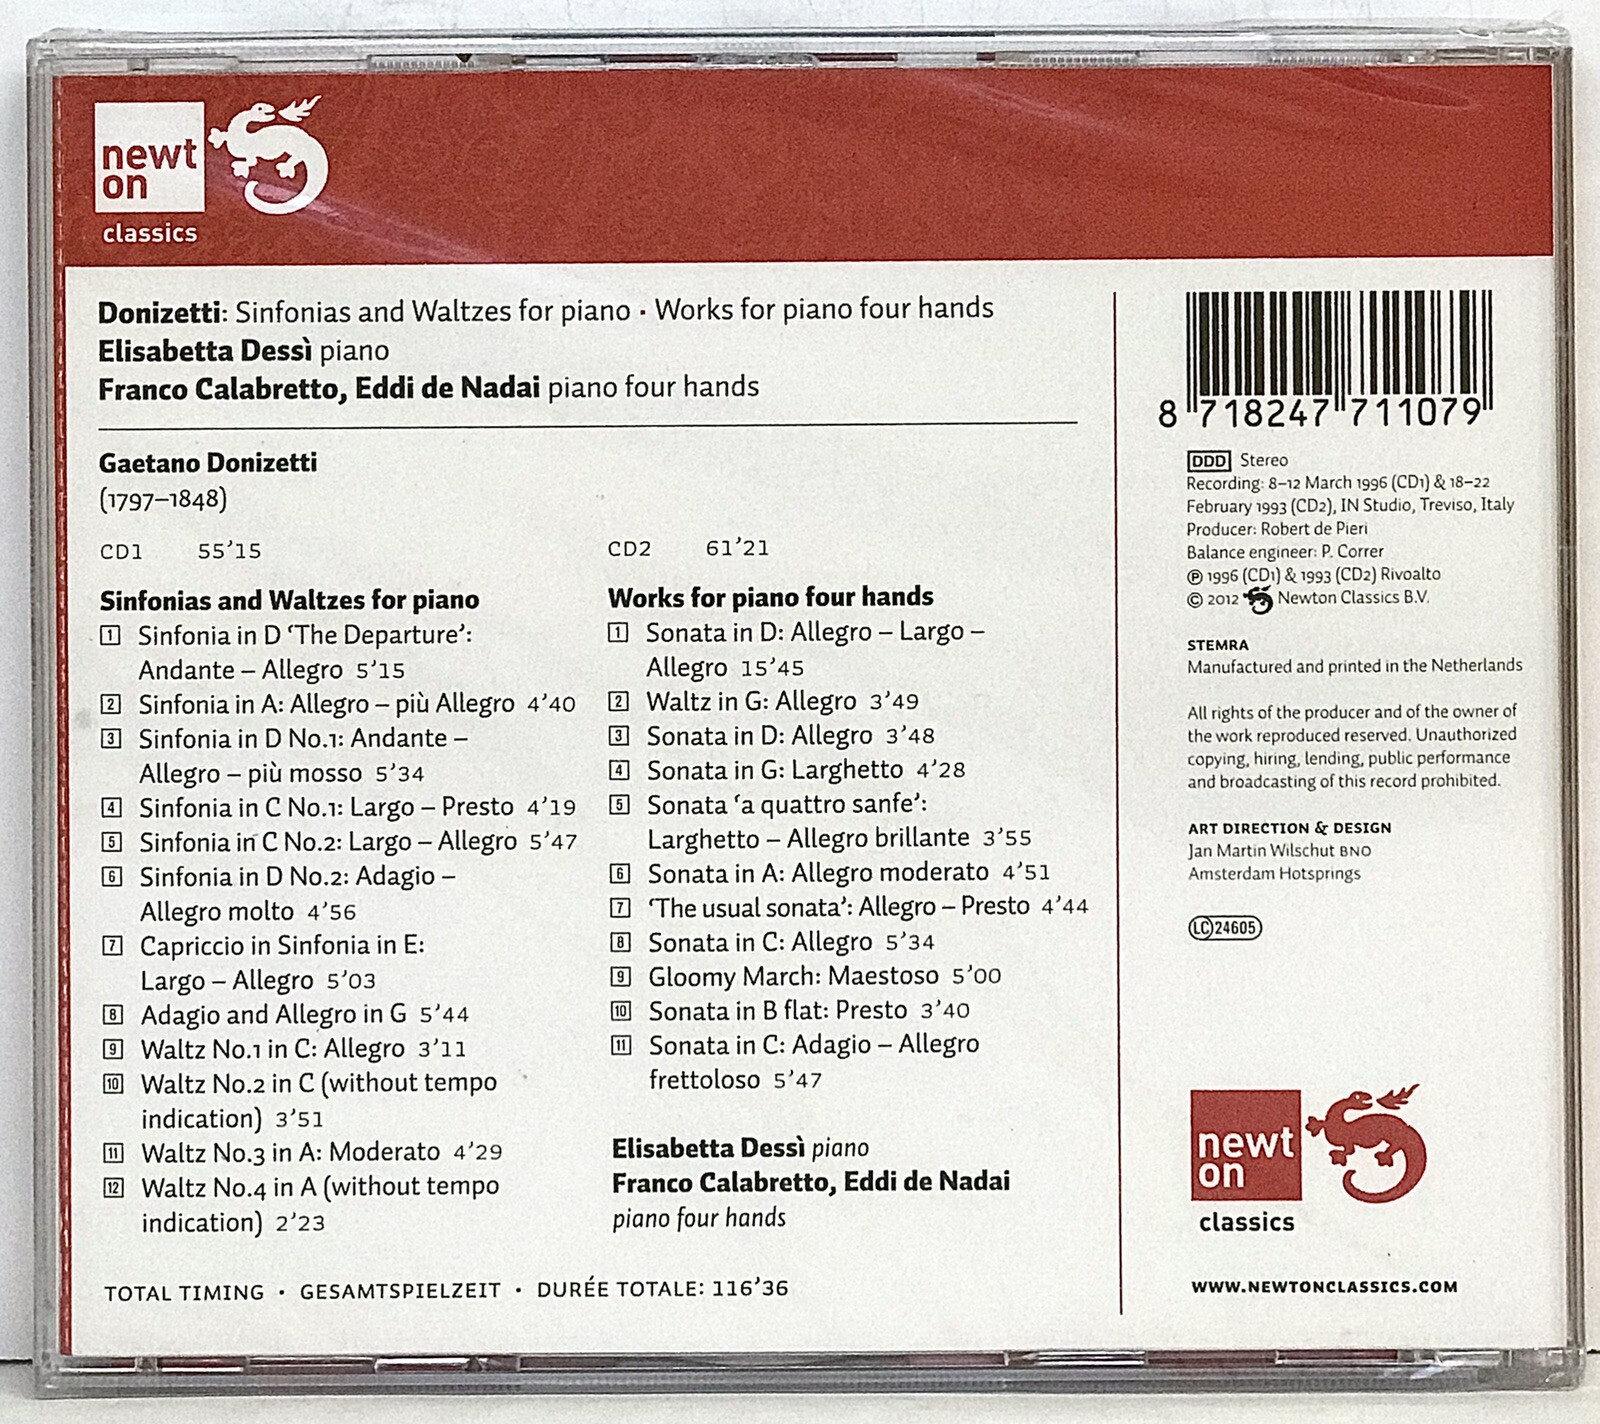 newt
on
classics
Donizetti: Sinfonias and Waltzes for piano · Works for piano four hands
Elisabetta Dessì piano
Franco Calabretto, Eddi de Nadai piano four hands
Gaetano Donizetti
(1797–1848)
CD1 55’15
Sinfonias and Waltzes for piano
1 Sinfonia in D ‘The Departure’:
Andante – Allegro 5’15
2 Sinfonia in A: Allegro – più Allegro 4’40
3 Sinfonia in D No.1: Andante –
Allegro – più mosso 5’34
4 Sinfonia in C No.1: Largo – Presto 4’19
5 Sinfonia in C No.2: Largo – Allegro 5’47
6 Sinfonia in D No.2: Adagio –
Allegro molto 4’56
7 Capriccio in Sinfonia in E:
Largo – Allegro 5’03
8 Adagio and Allegro in G 5’44
9 Waltz No.1 in C: Allegro 3’11
10 Waltz No.2 in C (without tempo
indication) 3’51
11 Waltz No.3 in A: Moderato 4’29
12 Waltz No.4 in A (without tempo
indication) 2’23
CD2 61’21
Works for piano four hands
1 Sonata in D: Allegro – Largo –
Allegro 15’45
2 Waltz in G: Allegro 3’49
3 Sonata in D: Allegro 3’48
4 Sonata in G: Larghetto 4’28
5 Sonata ‘a quattro sanfe’:
Larghetto – Allegro brillante 3’55
6 Sonata in A: Allegro moderato 4’51
7 ‘The usual sonata’: Allegro – Presto 4’44
8 Sonata in C: Allegro 5’34
9 Gloomy March: Maestoso 5’00
10 Sonata in B flat: Presto 3’40
11 Sonata in C: Adagio – Allegro
frettoloso 5’47
Elisabetta Dessì piano
Franco Calabretto, Eddi de Nadai
piano four hands
TOTAL TIMING · GESAMTSPIELZEIT · DURÉE TOTALE: 116’36
8 718247 711079
DDD Stereo
Recording: 8–12 March 1996 (CD1) & 18–22
February 1993 (CD2), IN Studio, Treviso, Italy
Producer: Robert de Pieri
Balance engineer: P. Correr
℗ 1996 (CD1) & 1993 (CD2) Rivoalto
© 2012 Newton Classics B.V.
STEMRA
Manufactured and printed in the Netherlands
All rights of the producer and of the owner of
the work reproduced reserved. Unauthorized
copying, hiring, lending, public performance
and broadcasting of this record prohibited.
ART DIRECTION & DESIGN
Jan Martin Wilschut BNO
Amsterdam Hotsprings
LC 24605
newt
on
classics
WWW.NEWTONCLASSICS.COM